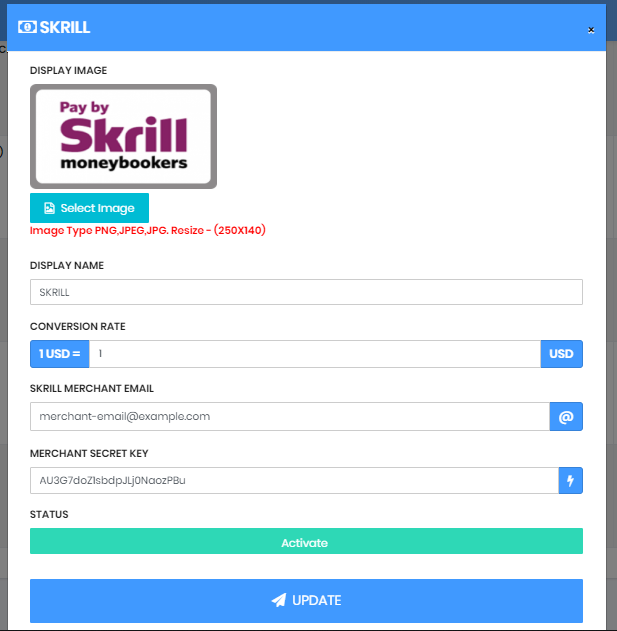 SKRILL
x
DISPLAY IMAGE
Pay by
Skrill
moneybookers
Select Image
Image Type PNG,JPEG,JPG. Resize - (250X140)
DISPLAY NAME
SKRILL
CONVERSION RATE
1 USD = 1 USD
SKRILL MERCHANT EMAIL
merchant-email@example.com @
MERCHANT SECRET KEY
AU3G7doZ1sbdpJLj0NaozPBu
STATUS
Activate
UPDATE